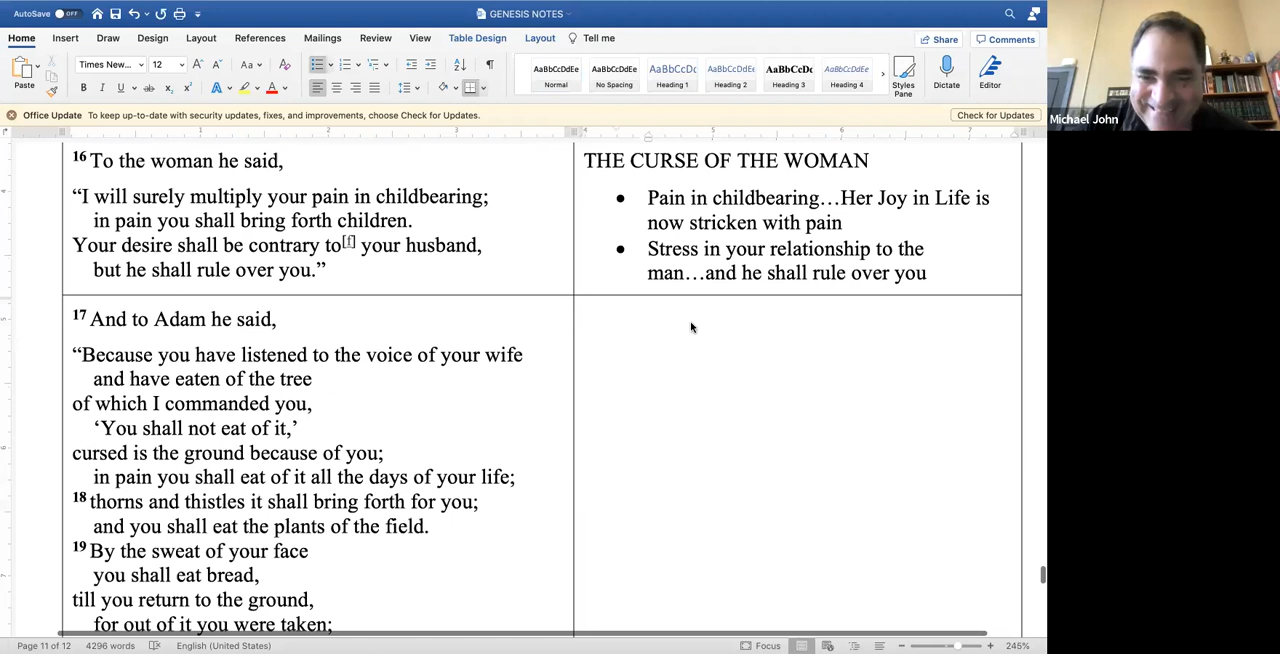 AutoSave OFF
GENESIS NOTES
Home Insert Draw Design Layout References Mailings Review View Table Design Layout Tell me
Share Comments
Paste
Times New... 12
AaBbCcDdEe AaBbCcDdEe AaBbCcDc AaBbCcDdEe AaBbCcDc AaBbCcDdEe
Normal No Spacing Heading 1 Heading 2 Heading 3 Heading 4
Styles Pane
Dictate
Editor
Office Update To keep up-to-date with security updates, fixes, and improvements, choose Check for Updates. Check for Updates
Michael John
1 2 3 4 5 6 7
16 To the woman he said,
“I will surely multiply your pain in childbearing;
in pain you shall bring forth children.
Your desire shall be contrary to[f] your husband,
but he shall rule over you.”
THE CURSE OF THE WOMAN
• Pain in childbearing…Her Joy in Life is
now stricken with pain
• Stress in your relationship to the
man…and he shall rule over you
17 And to Adam he said,
“Because you have listened to the voice of your wife
and have eaten of the tree
of which I commanded you,
‘You shall not eat of it,’
cursed is the ground because of you;
in pain you shall eat of it all the days of your life;
18 thorns and thistles it shall bring forth for you;
and you shall eat the plants of the field.
19 By the sweat of your face
you shall eat bread,
till you return to the ground,
for out of it you were taken;
Page 11 of 12 4296 words English (United States) Focus 245%